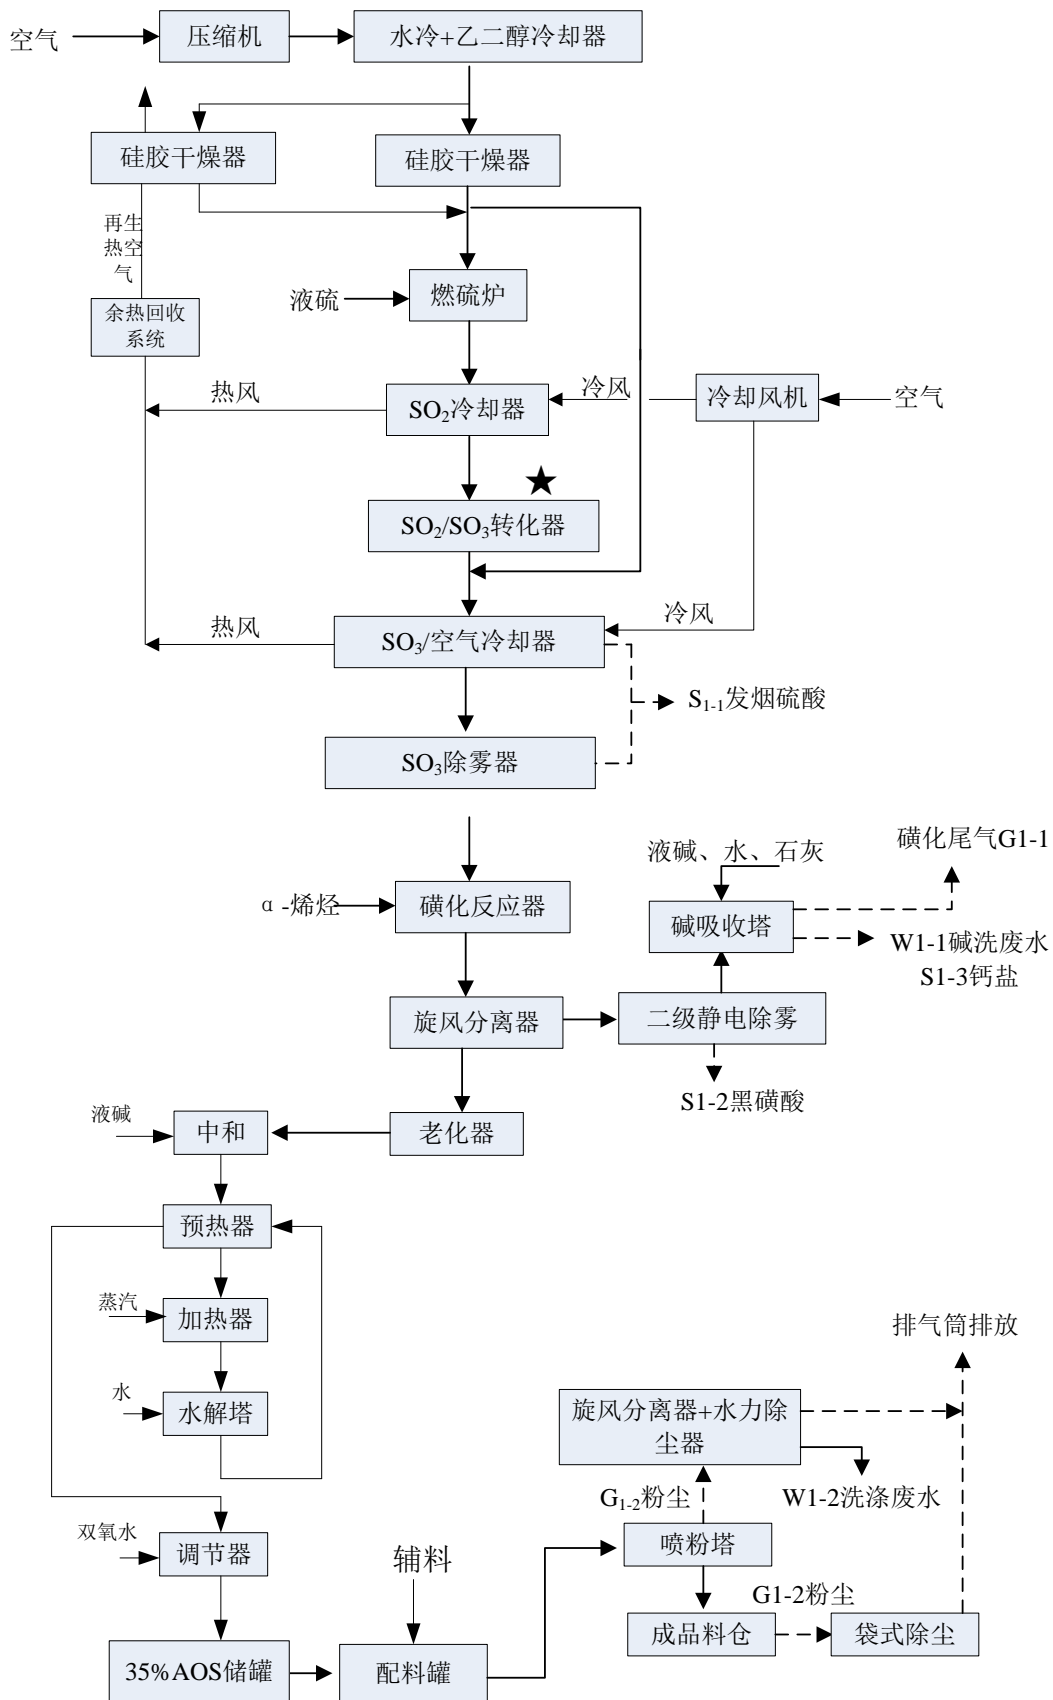 空气
压缩机
水冷+乙二醇冷却器
硅胶干燥器
硅胶干燥器
再生
热空
气
液硫
燃硫炉
余热回收
系统
热风
SO₂冷却器
冷风
冷却风机
空气
SO₂/SO₃转化器
热风
SO₃/空气冷却器
冷风
S₁₋₁发烟硫酸
SO₃除雾器
液碱、水、石灰
磺化尾气G1-1
α-烯烃
磺化反应器
碱吸收塔
W1-1碱洗废水
S1-3钙盐
旋风分离器
二级静电除雾
S1-2黑磺酸
液碱
中和
老化器
预热器
蒸汽
加热器
排气筒排放
水
水解塔
旋风分离器+水力除
尘器
G₁₋₂粉尘
W1-2洗涤废水
双氧水
调节器
辅料
喷粉塔
G1-2粉尘
成品料仓
袋式除尘
35%AOS储罐
配料罐